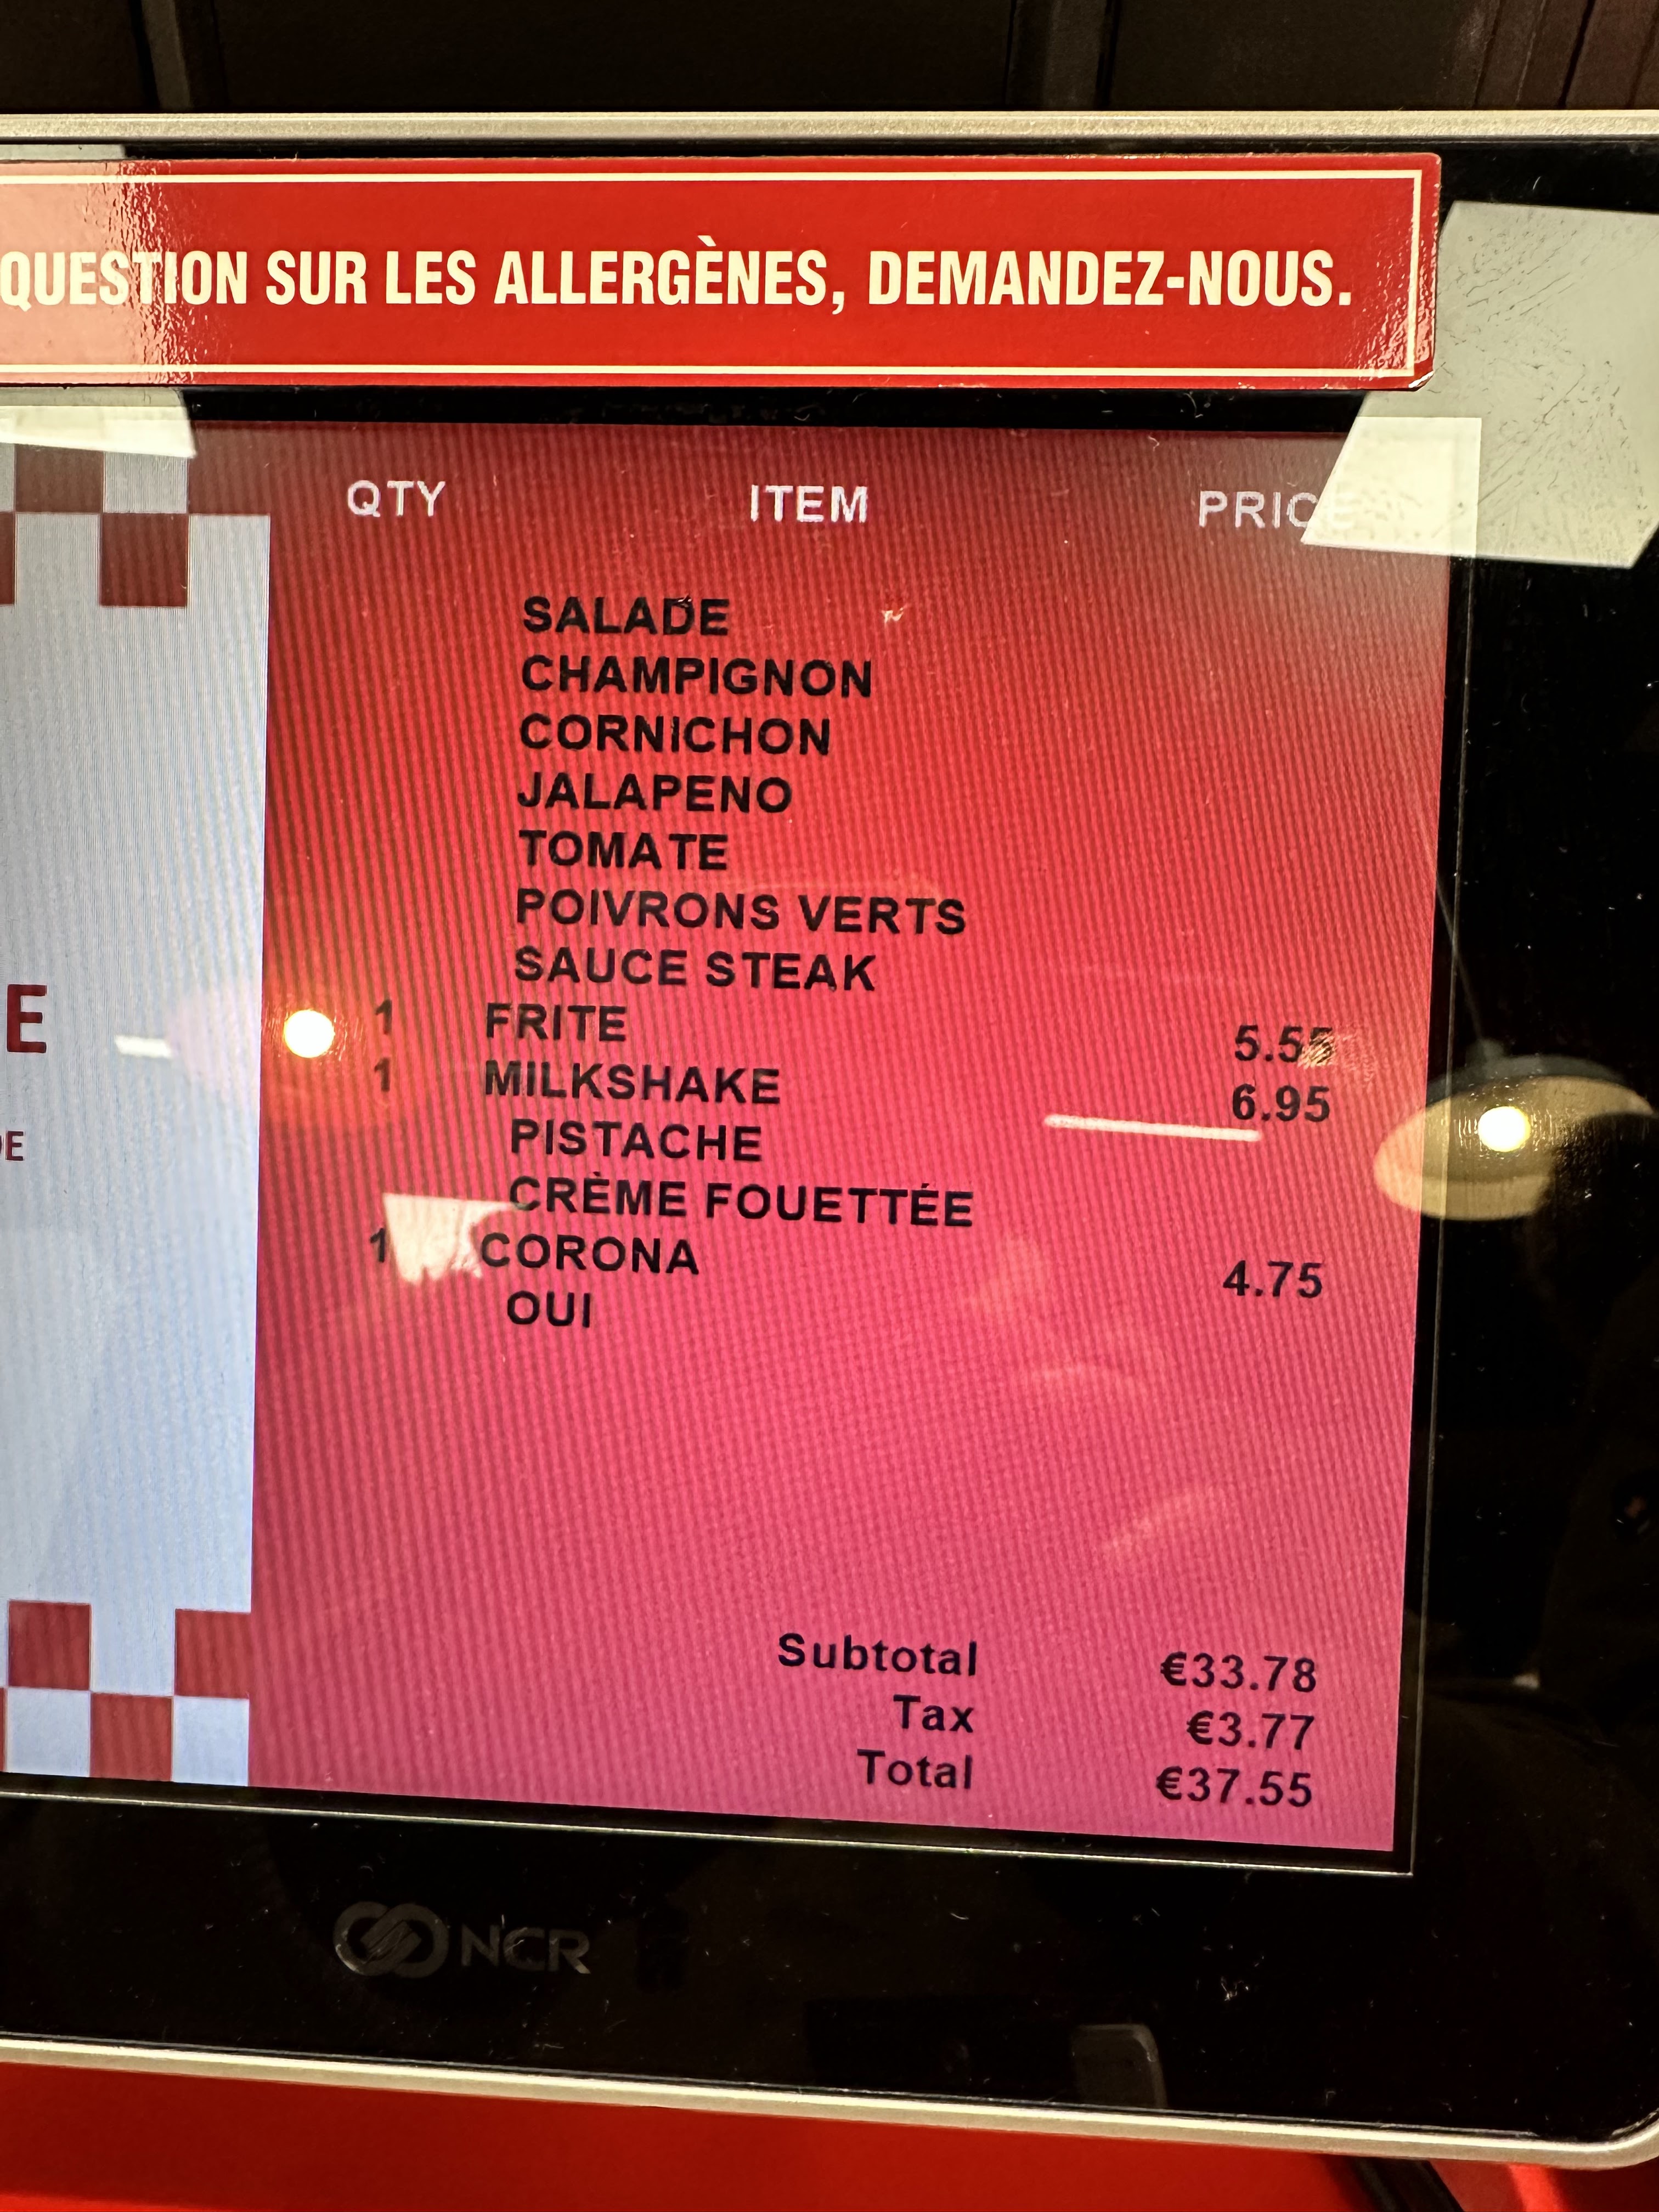 QUESTION SUR LES ALLERGÈNES, DEMANDEZ-NOUS.
QTY ITEM PRICE
SALADE
CHAMPIGNON
CORNICHON
JALAPENO
TOMATE
POIVRONS VERTS
SAUCE STEAK
1 FRITE 5.55
1 MILKSHAKE 6.95
PISTACHE
CRÈME FOUETTÉE
1 CORONA 4.75
OUI
Subtotal €33.78
Tax €3.77
Total €37.55
NCR